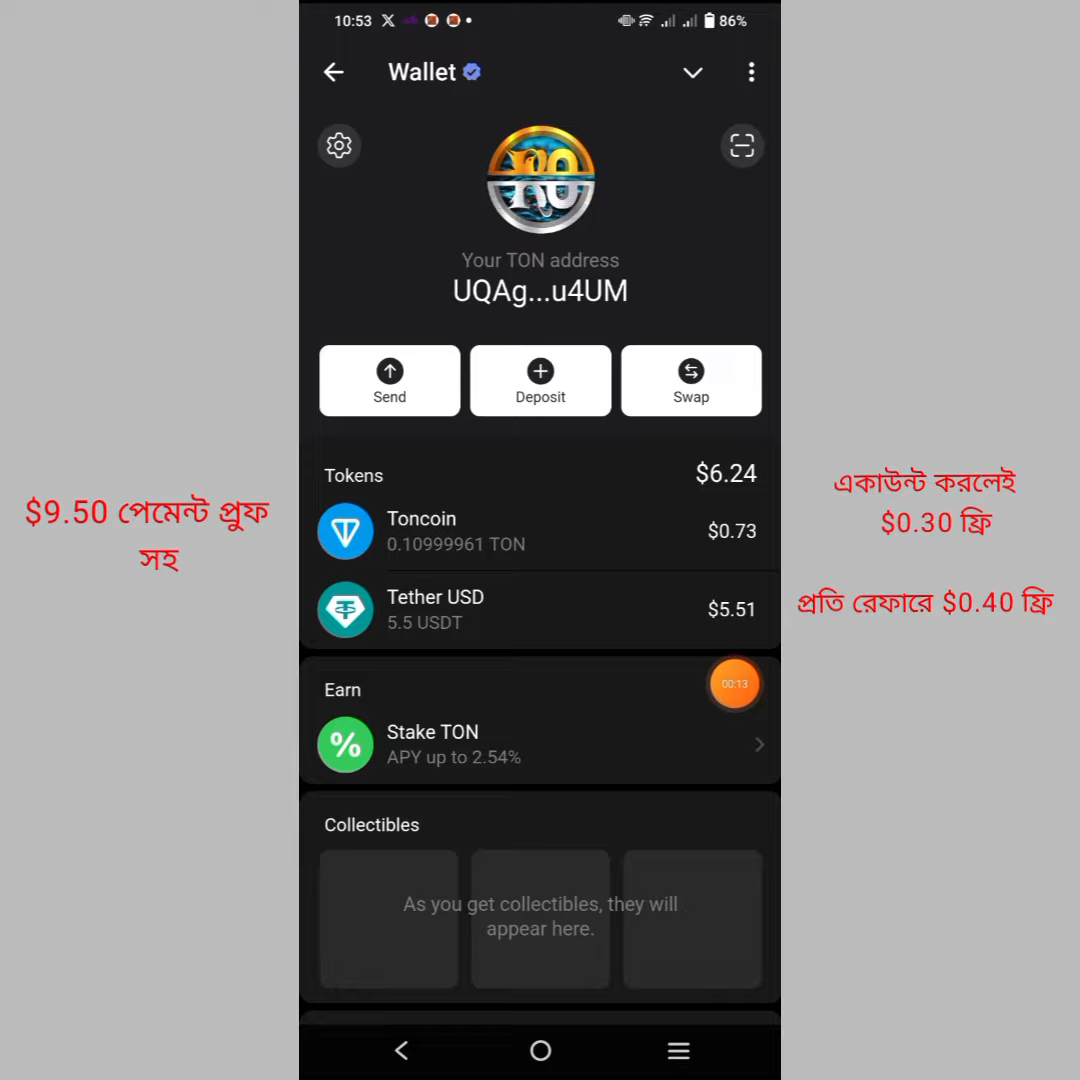 10:53
86%
Wallet
Your TON address
UQAg...u4UM
Send
Deposit
Swap
Tokens
$6.24
Toncoin
$0.73
0.10999961 TON
Tether USD
$5.51
5.5 USDT
Earn
00:13
Stake TON
APY up to 2.54%
Collectibles
As you get collectibles, they will
appear here.
$9.50 পেমেন্ট প্রুফ
সহ
একাউন্ট করলেই
$0.30 ফ্রি
প্রতি রেফারে $0.40 ফ্রি